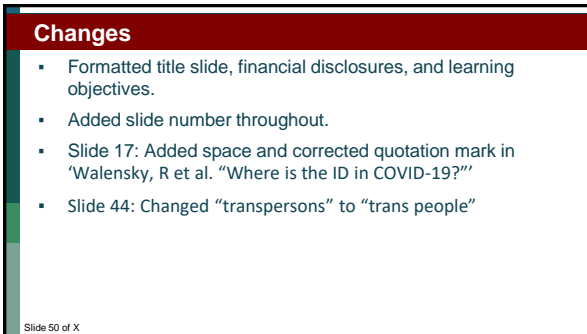 Changes
▪ Formatted title slide, financial disclosures, and learning
objectives.
▪ Added slide number throughout.
▪ Slide 17: Added space and corrected quotation mark in
‘Walensky, R et al. “Where is the ID in COVID-19?”’
▪ Slide 44: Changed “transpersons” to “trans people”
Slide 50 of X